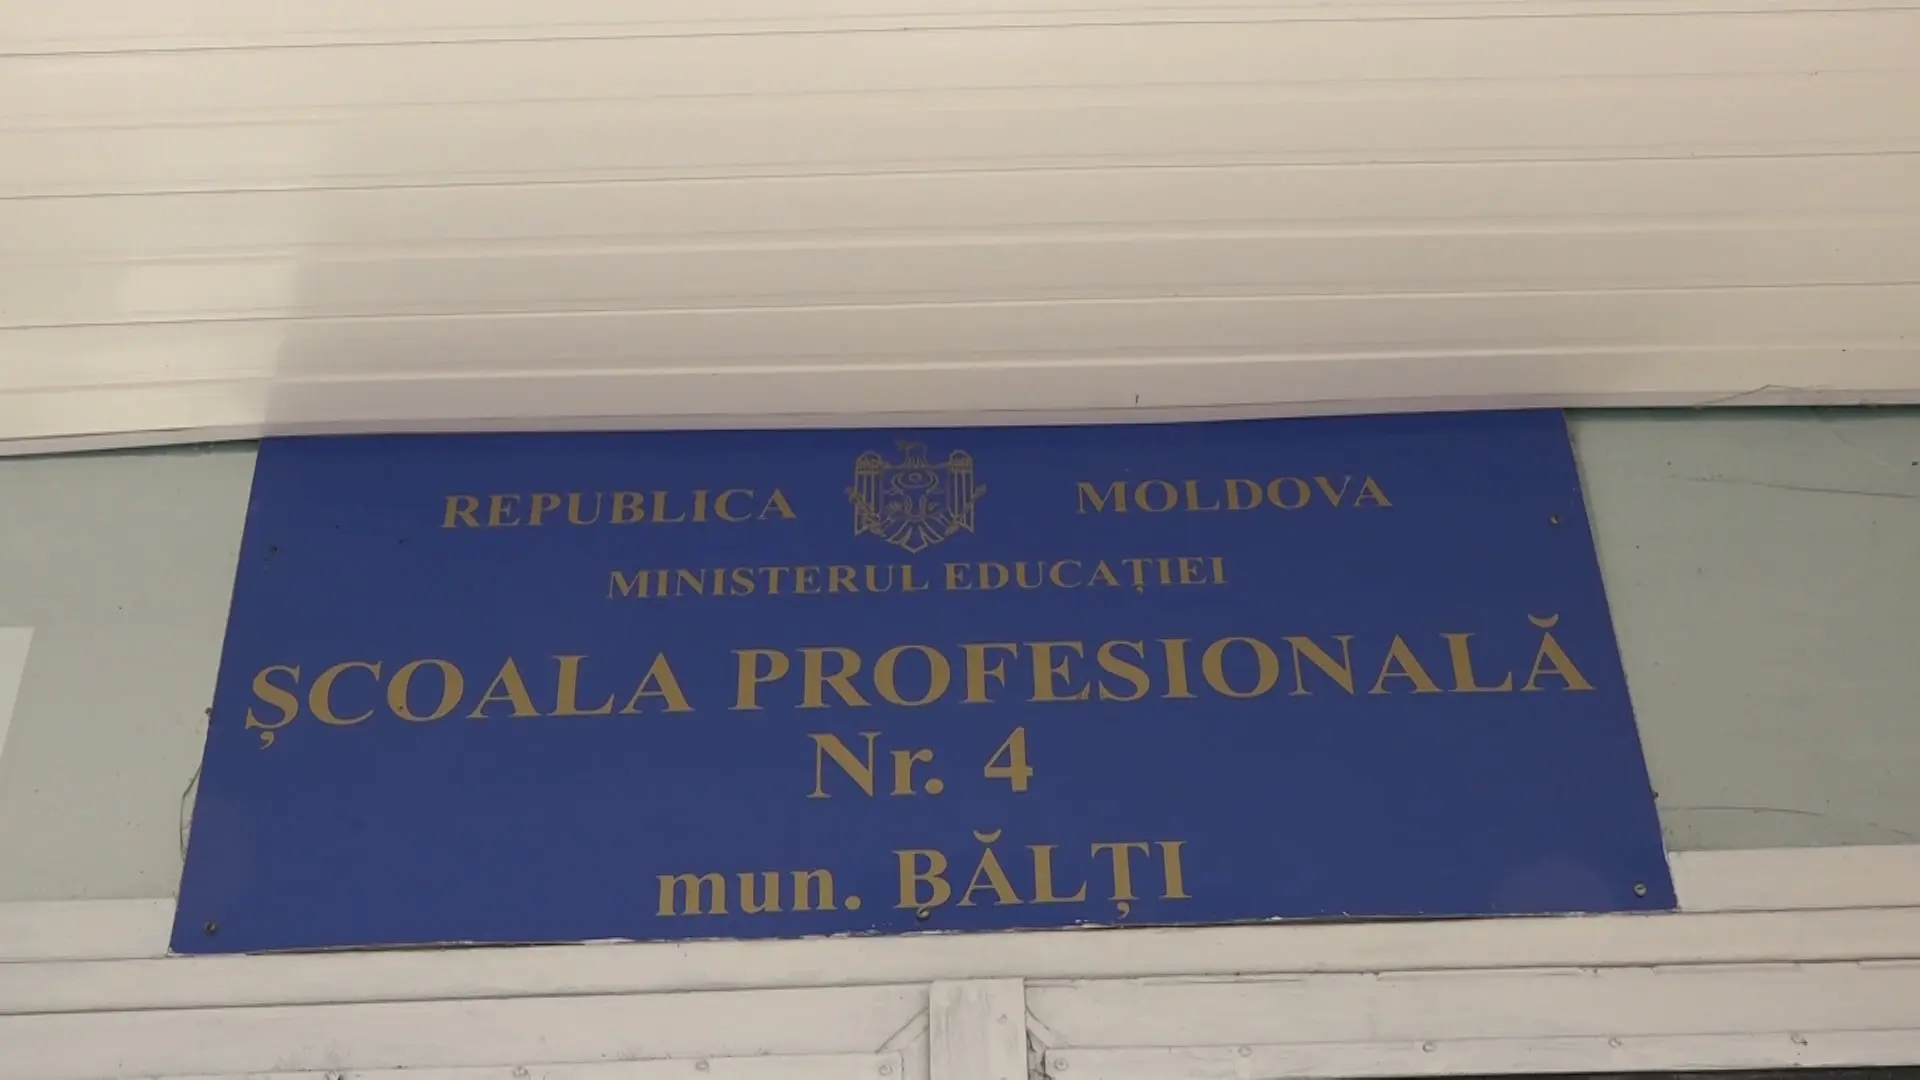 REPUBLICA MOLDOVA
MINISTERUL EDUCAȚIEI
ȘCOALA PROFESIONALĂ
Nr. 4
mun. BĂLȚI